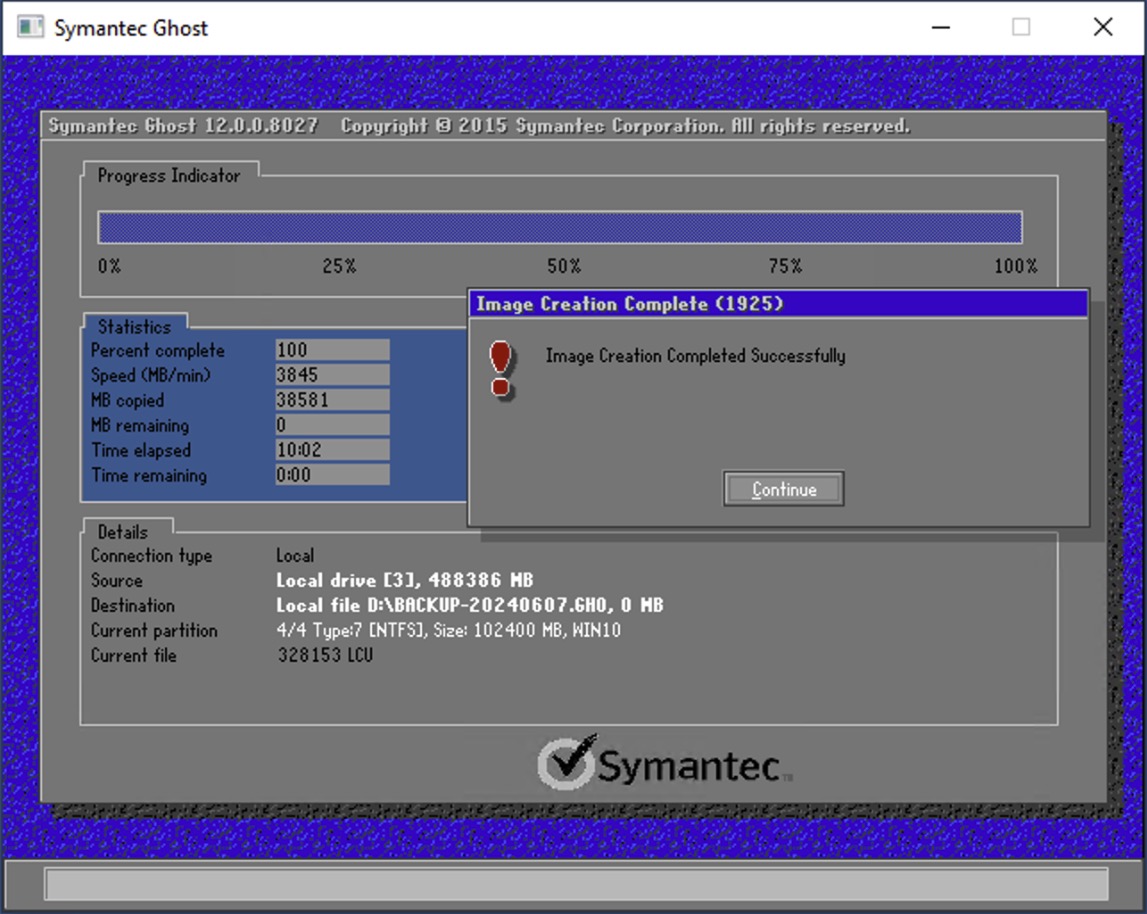 Symantec Ghost
Symantec Ghost 12.0.0.8027 Copyright © 2015 Symantec Corporation. All rights reserved.
Progress Indicator
0% 25% 50% 75% 100%
Image Creation Complete (1925)
Image Creation Completed Successfully
Continue
Statistics
Percent complete 100
Speed (MB/min) 3845
MB copied 38581
MB remaining 0
Time elapsed 10:02
Time remaining 0:00
Details
Connection type Local
Source Local drive [3], 488386 MB
Destination Local file D:\BACKUP-20240607.GHO, 0 MB
Current partition 4/4 Type:7 [NTFS], Size: 102400 MB, WIN10
Current file 328153 LCU
Symantec™